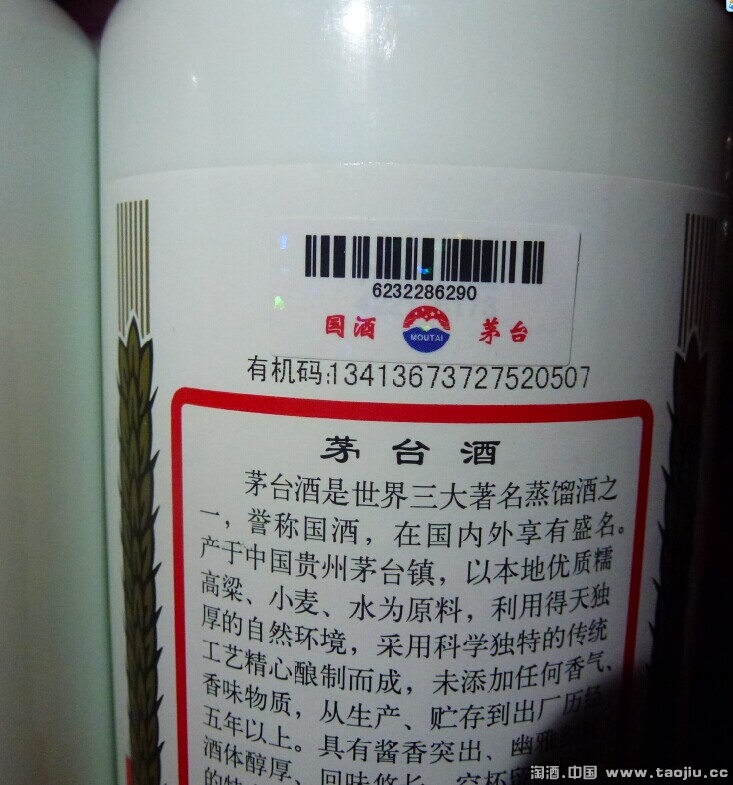 6232286290
国酒 MOUTAI 茅台
有机码:13413673727520507
茅台酒
茅台酒是世界三大著名蒸馏酒之
一，誉称国酒，在国内外享有盛名。
产于中国贵州茅台镇，以本地优质糯
高粱、小麦、水为原料，利用得天独
厚的自然环境，采用科学独特的传统
工艺精心酿制而成，未添加任何香气、
香味物质，从生产、贮存到出厂历经
五年以上。具有酱香突出、幽雅
酒体醇厚、回味悠长、空杯
淘酒.中国 www.taojiu.cc